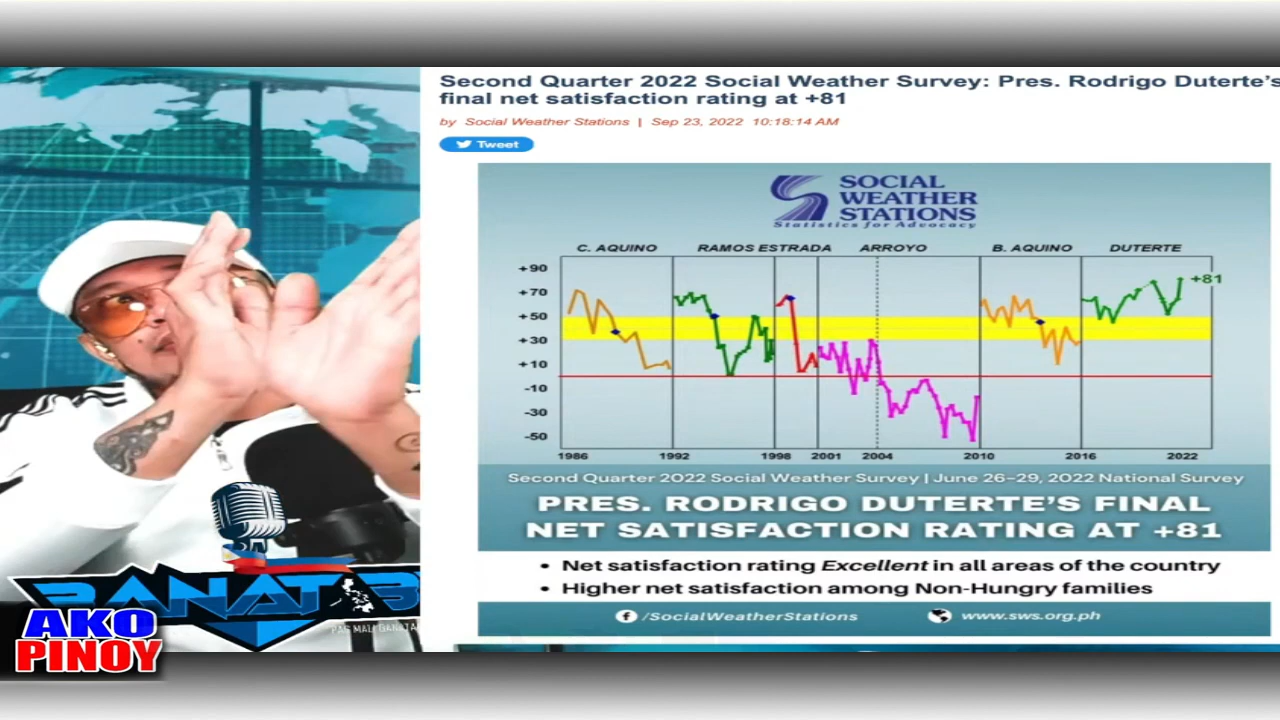 Second Quarter 2022 Social Weather Survey: Pres. Rodrigo Duterte's
final net satisfaction rating at +81
by Social Weather Stations | Sep 23, 2022 10:18:14 AM
Tweet
SOCIAL
WEATHER
STATIONS
Statistics for Advocacy
C. AQUINO RAMOS ESTRADA ARROYO B. AQUINO DUTERTE
+90
+81
+70
+50
+30
+10
-10
-30
-50
1986 1992 1998 2001 2004 2010 2016 2022
Second Quarter 2022 Social Weather Survey | June 26-29, 2022 National Survey
PRES. RODRIGO DUTERTE'S FINAL
NET SATISFACTION RATING AT +81
• Net satisfaction rating Excellent in all areas of the country
• Higher net satisfaction among Non-Hungry families
/SocialWeatherStations www.sws.org.ph
BANAT B
AKO
PINOY